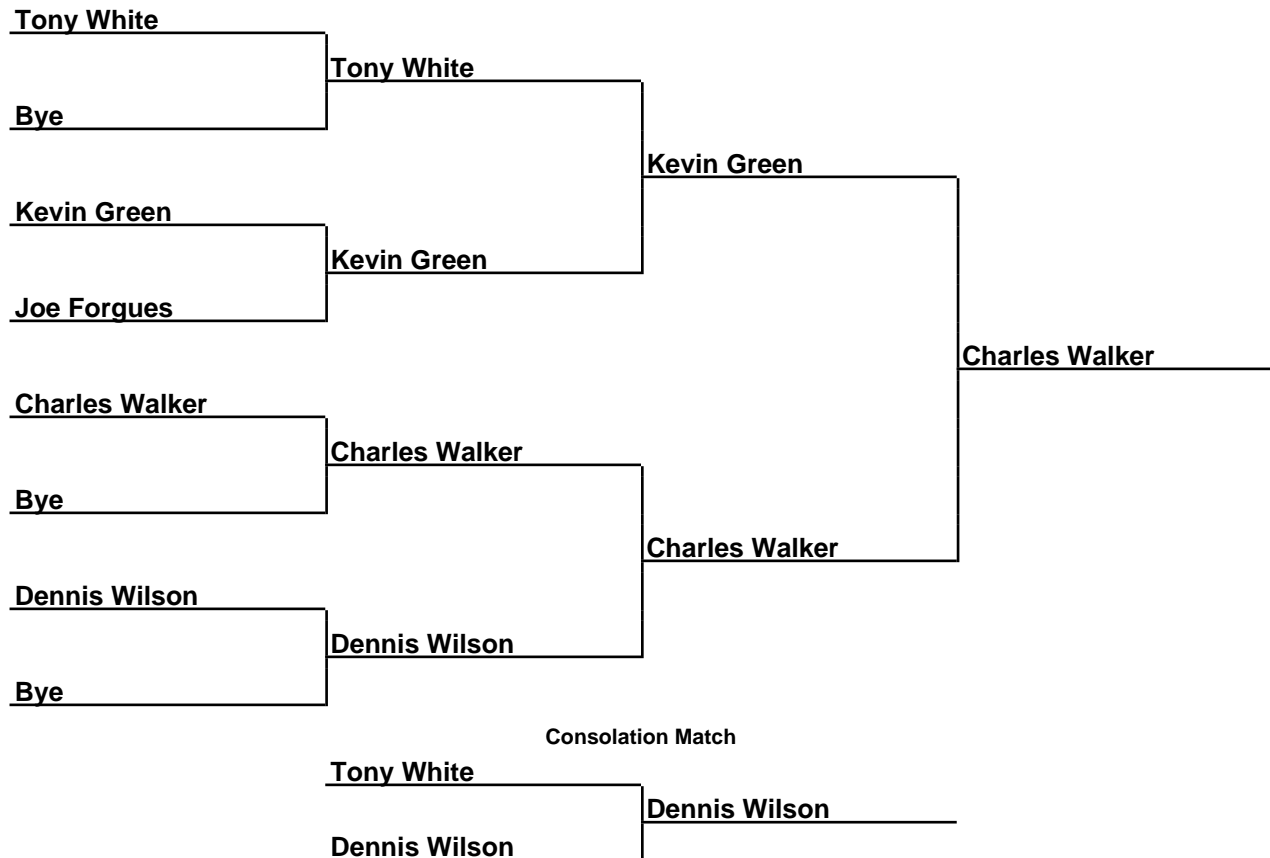 Tony White
Tony White
Bye
Kevin Green
Kevin Green
Kevin Green
Joe Forgues
Charles Walker
Charles Walker
Charles Walker
Bye
Charles Walker
Dennis Wilson
Dennis Wilson
Bye
Consolation Match
Tony White
Dennis Wilson
Dennis Wilson